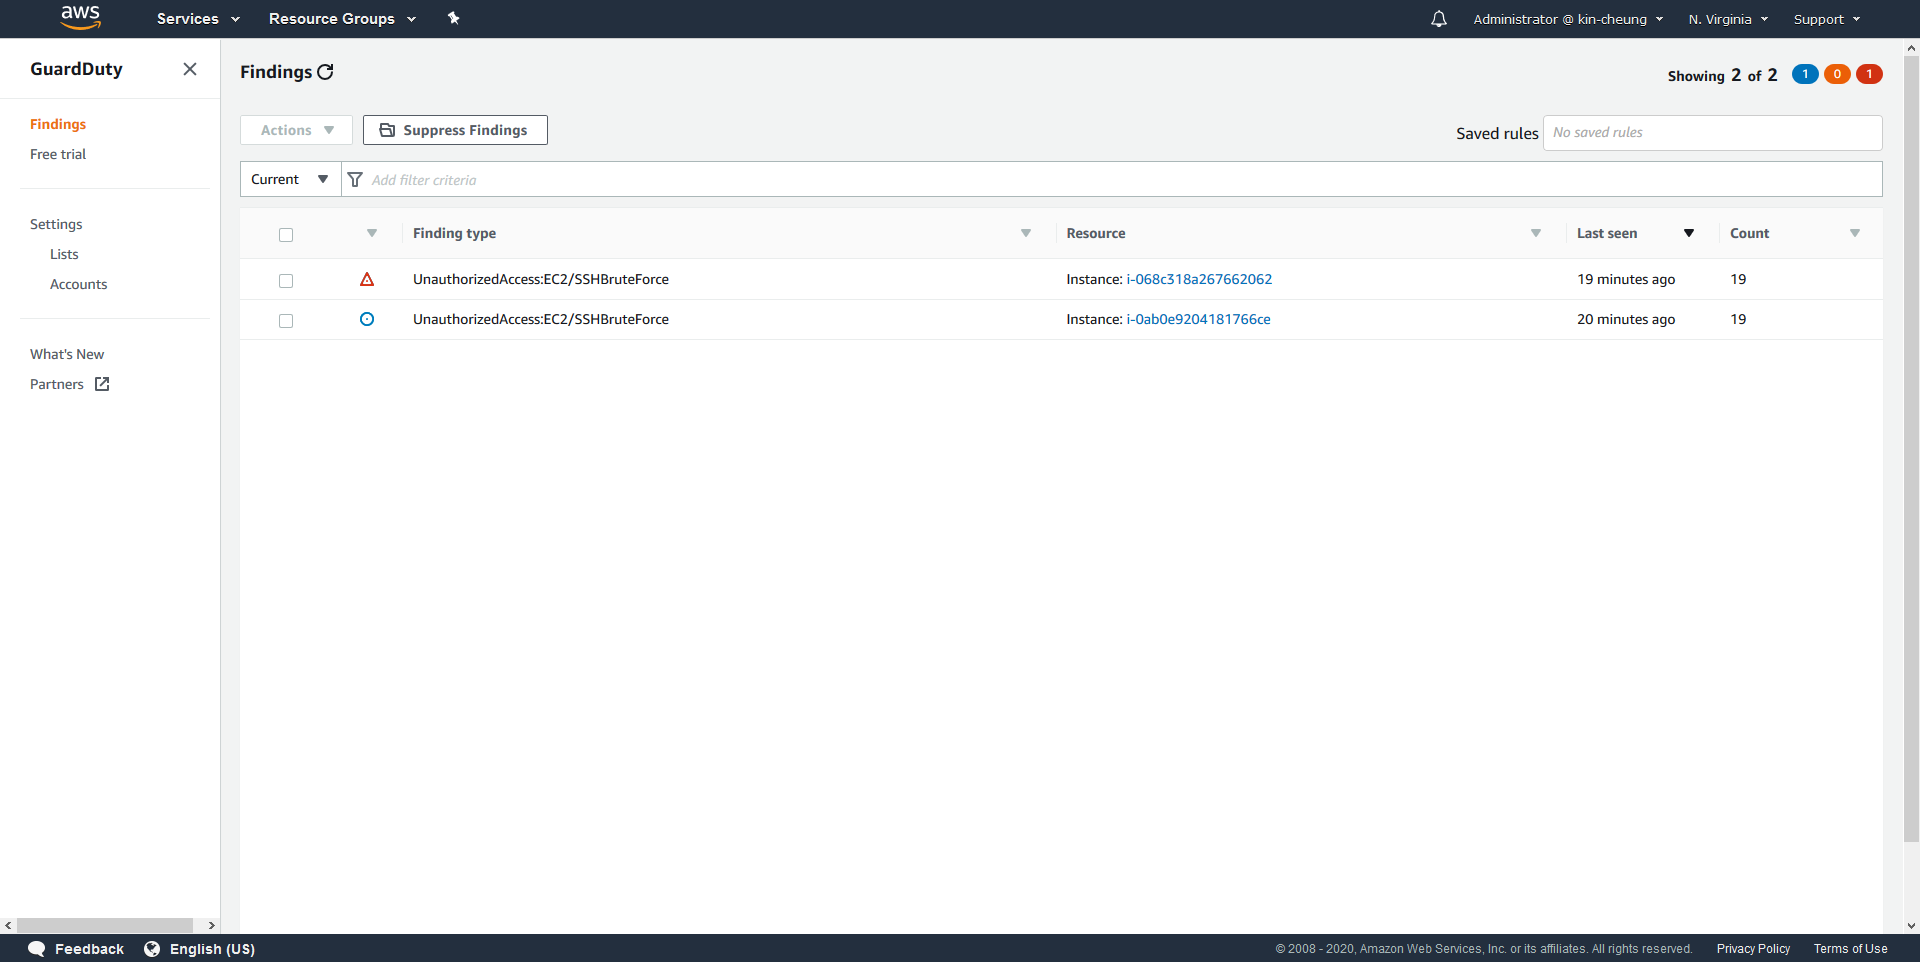 aws Services Resource Groups Administrator @ kin-cheung N. Virginia Support
GuardDuty
Findings
Free trial
Settings
Lists
Accounts
What's New
Partners
Findings
Showing 2 of 2 1 0 1
Actions Suppress Findings Saved rules No saved rules
Current Add filter criteria
Finding type Resource Last seen Count
UnauthorizedAccess:EC2/SSHBruteForce Instance: i-068c318a267662062 19 minutes ago 19
UnauthorizedAccess:EC2/SSHBruteForce Instance: i-0ab0e9204181766ce 20 minutes ago 19
Feedback English (US) © 2008 - 2020, Amazon Web Services, Inc. or its affiliates. All rights reserved. Privacy Policy Terms of Use